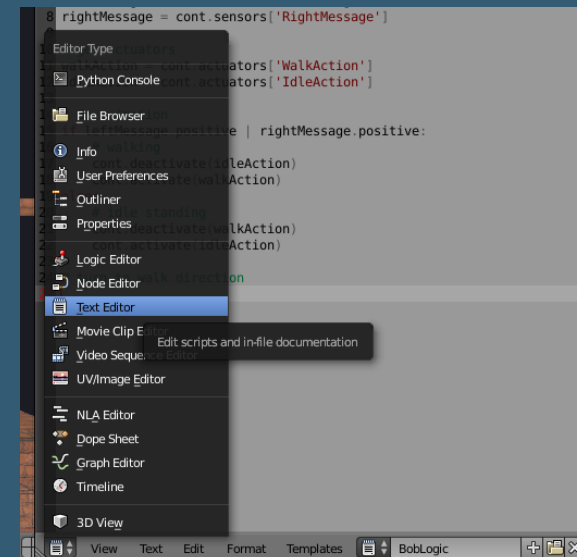 8 rightMessage = cont.sensors['RightMessage']
Editor Type
actuators
walkAction = cont.actuators['WalkAction']
Python Console
cont.actuators['IdleAction']
File Browser
if leftMessage.positive | rightMessage.positive:
Info
walking
cont.deactivate(idleAction)
User Preferences
cont.activate(walkAction)
Outliner
# idle standing
Properties
cont.deactivate(walkAction)
cont.activate(idleAction)
Logic Editor
walk direction
Node Editor
Text Editor
Movie Clip Editor
Edit scripts and in-file documentation
Video Sequence Editor
UV/Image Editor
NLA Editor
Dope Sheet
Graph Editor
Timeline
3D View
View Text Edit Format Templates BobLogic